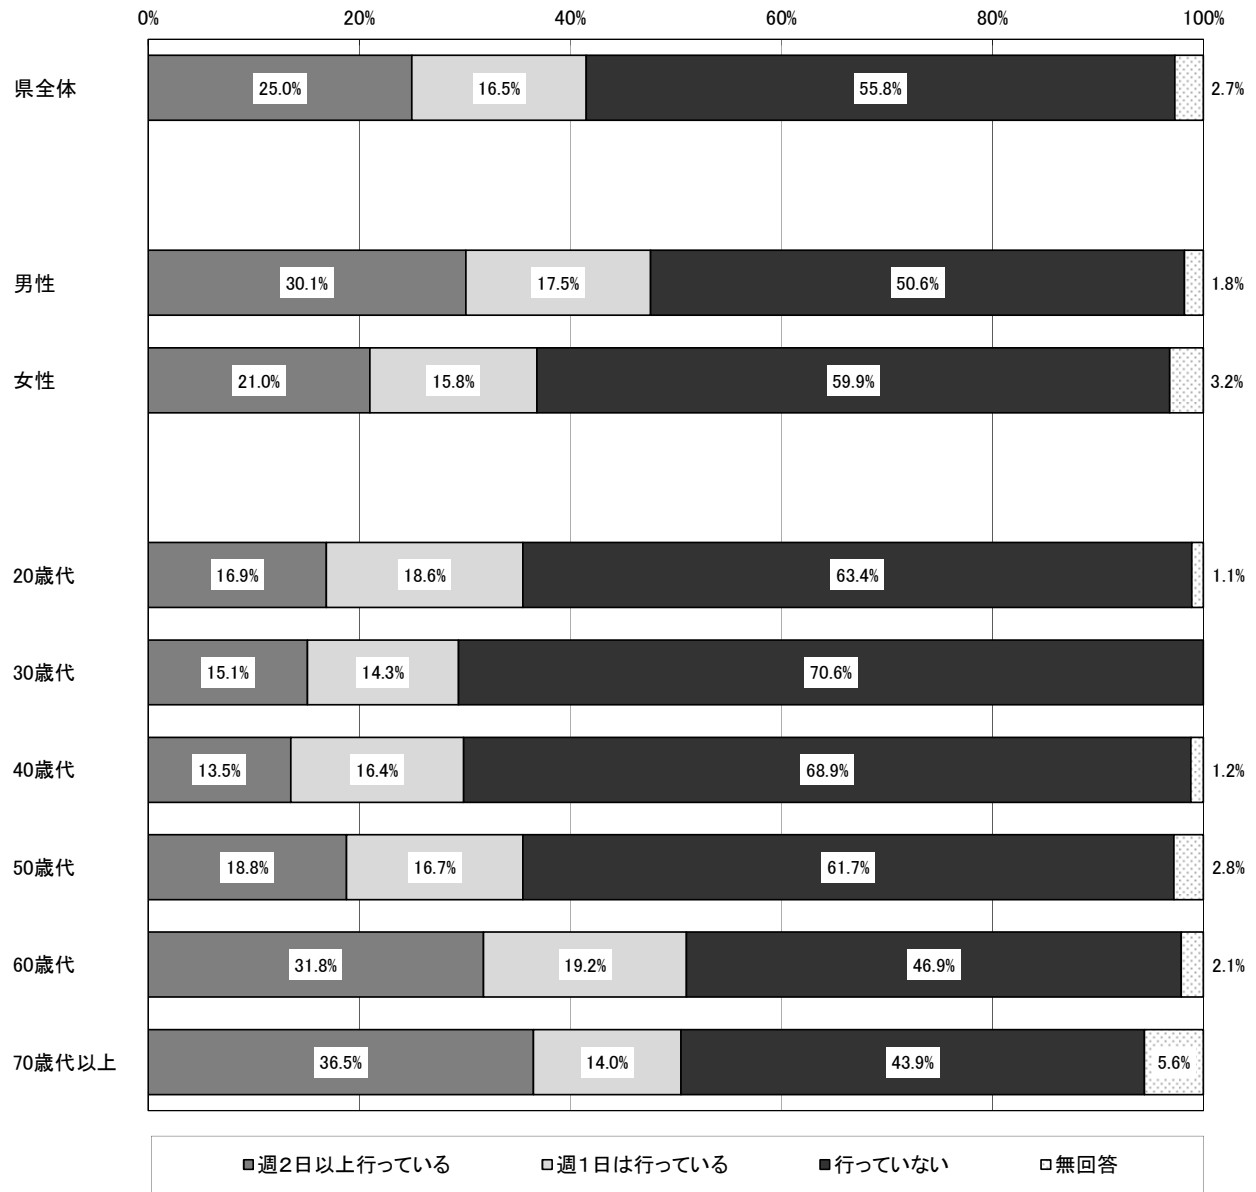 0% 20% 40% 60% 80% 100%
県全体 25.0% 16.5% 55.8% 2.7%
男性 30.1% 17.5% 50.6% 1.8%
女性 21.0% 15.8% 59.9% 3.2%
20歳代 16.9% 18.6% 63.4% 1.1%
30歳代 15.1% 14.3% 70.6%
40歳代 13.5% 16.4% 68.9% 1.2%
50歳代 18.8% 16.7% 61.7% 2.8%
60歳代 31.8% 19.2% 46.9% 2.1%
70歳代以上 36.5% 14.0% 43.9% 5.6%
週２日以上行っている 週１日は行っている 行っていない 無回答